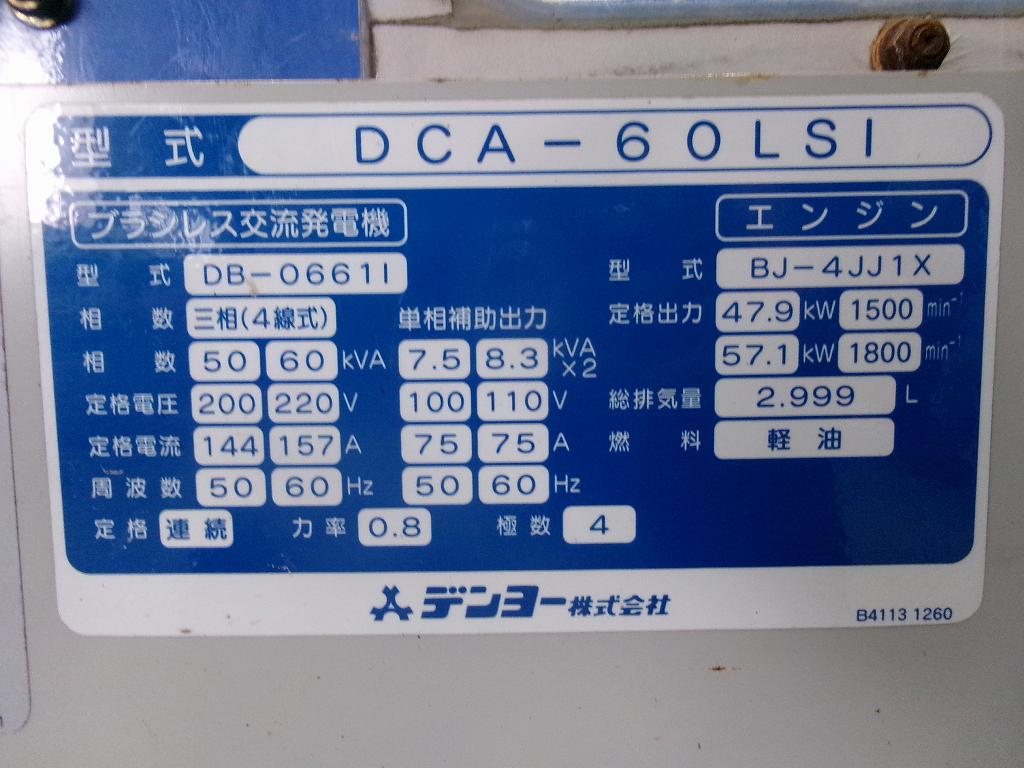 型式 DCA-60LSI
ブラシレス交流発電機
型式 DB-0661I
相数 三相(4線式) 単相補助出力
相数 50 60 kVA 7.5 8.3 kVA×2
定格電圧 200 220 V 100 110 V
定格電流 144 157 A 75 75 A
周波数 50 60 Hz 50 60 Hz
定格 連続 力率 0.8 極数 4
エンジン
型式 BJ-4JJ1X
定格出力 47.9 kW 1500 min⁻¹
57.1 kW 1800 min⁻¹
総排気量 2.999 L
燃料 軽油
デンヨー株式会社
B4113 1260